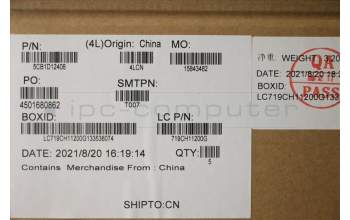 P/N: (4L)Origin: China MO:
5CB1D12406 4LCN 15843462
PO: SMTPN:
4501680862 T007
BOXID: LC P/N:
LC719CH11200G133536074 719CH11200G
DATE: 2021/8/20 16:19:14 QTY: 5
Contains Merchandise From : China
SHIPTO:CN
净重: WEIGHT
DATE: 2021/8/20
BOXID:
LC719CH11200G
QA
PASS
ipc-computer